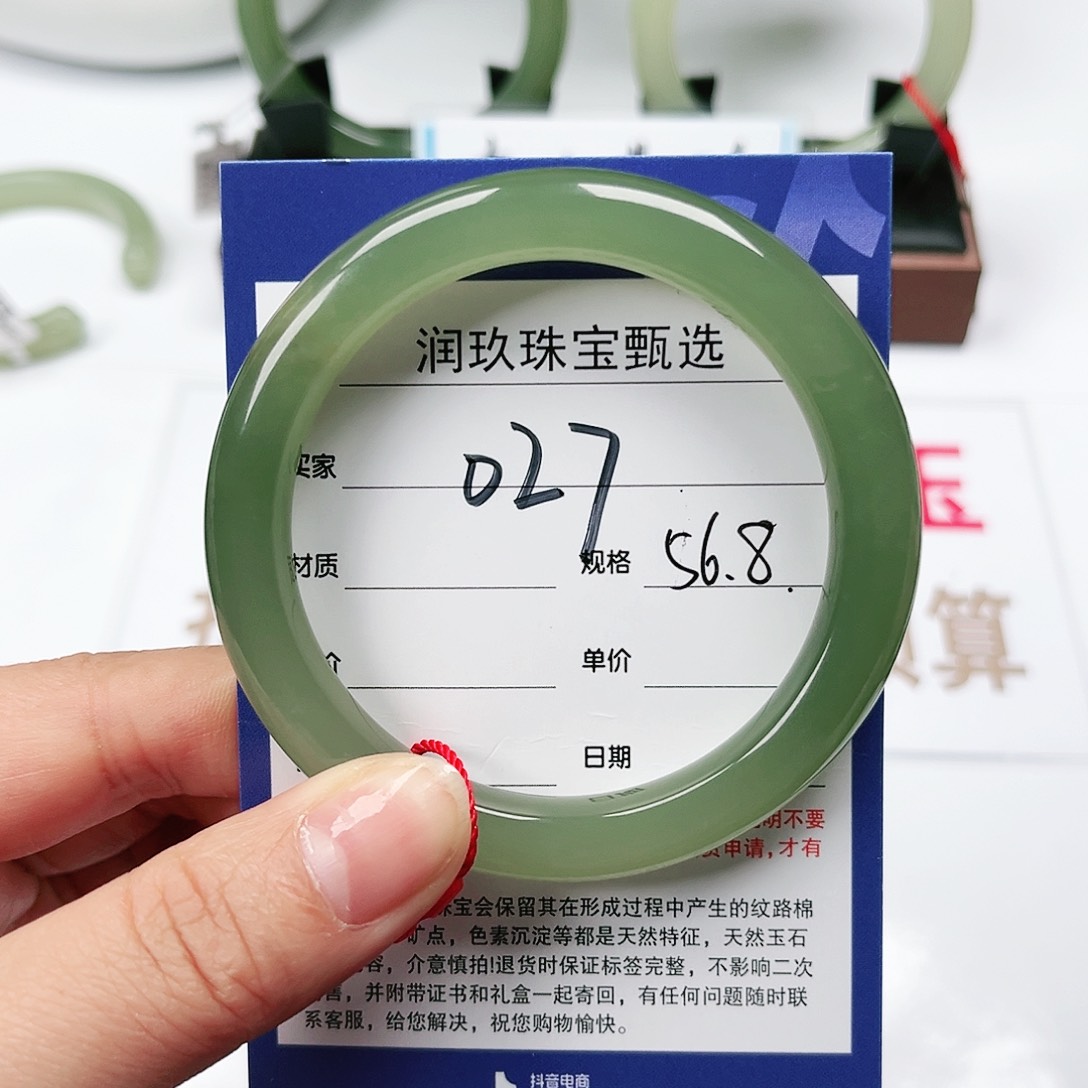 润玖珠宝甄选
买家 027
材质 规格 56.8
价 单价
日期
明不要
货申请,才有
珠宝会保留其在形成过程中产生的纹路棉
矿点，色素沉淀等都是天然特征，天然玉石
容，介意慎拍!退货时保证标签完整，不影响二次
售，并附带证书和礼盒一起寄回，有任何问题随时联
系客服，给您解决，祝您购物愉快。
抖音电商
算